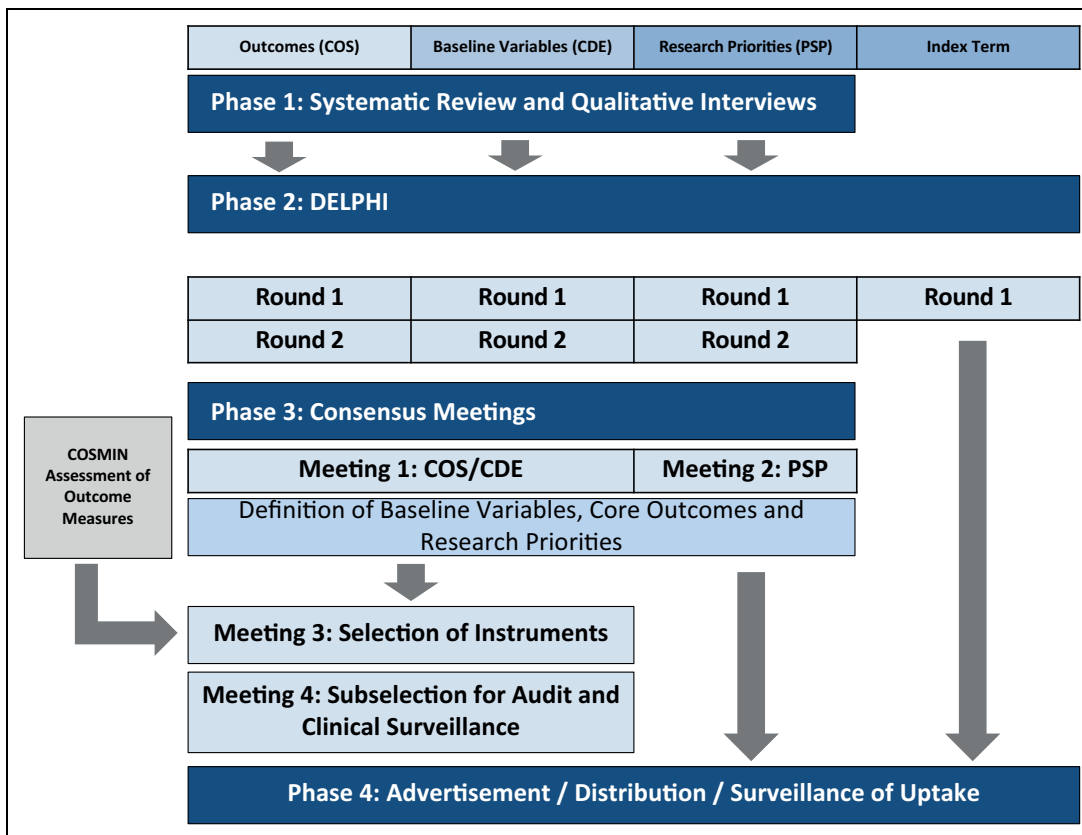 Outcomes (COS)
Baseline Variables (CDE)
Research Priorities (PSP)
Index Term
Phase 1: Systematic Review and Qualitative Interviews
Phase 2: DELPHI
Round 1
Round 1
Round 1
Round 1
Round 2
Round 2
Round 2
Phase 3: Consensus Meetings
COSMIN
Assessment of
Outcome
Measures
Meeting 1: COS/CDE
Meeting 2: PSP
Definition of Baseline Variables, Core Outcomes and
Research Priorities
Meeting 3: Selection of Instruments
Meeting 4: Subselection for Audit and
Clinical Surveillance
Phase 4: Advertisement / Distribution / Surveillance of Uptake